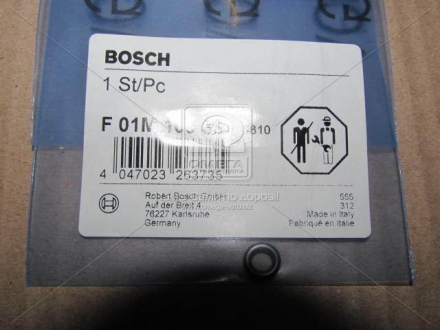 BOSCH
1 St/Pc
F 01M 810
4 047023 263735
Robert Bosch GmbH
Auf der Breit 4
76227 Karlsruhe
Germany
555
312
Made in Italy
Fabriqué en Italie